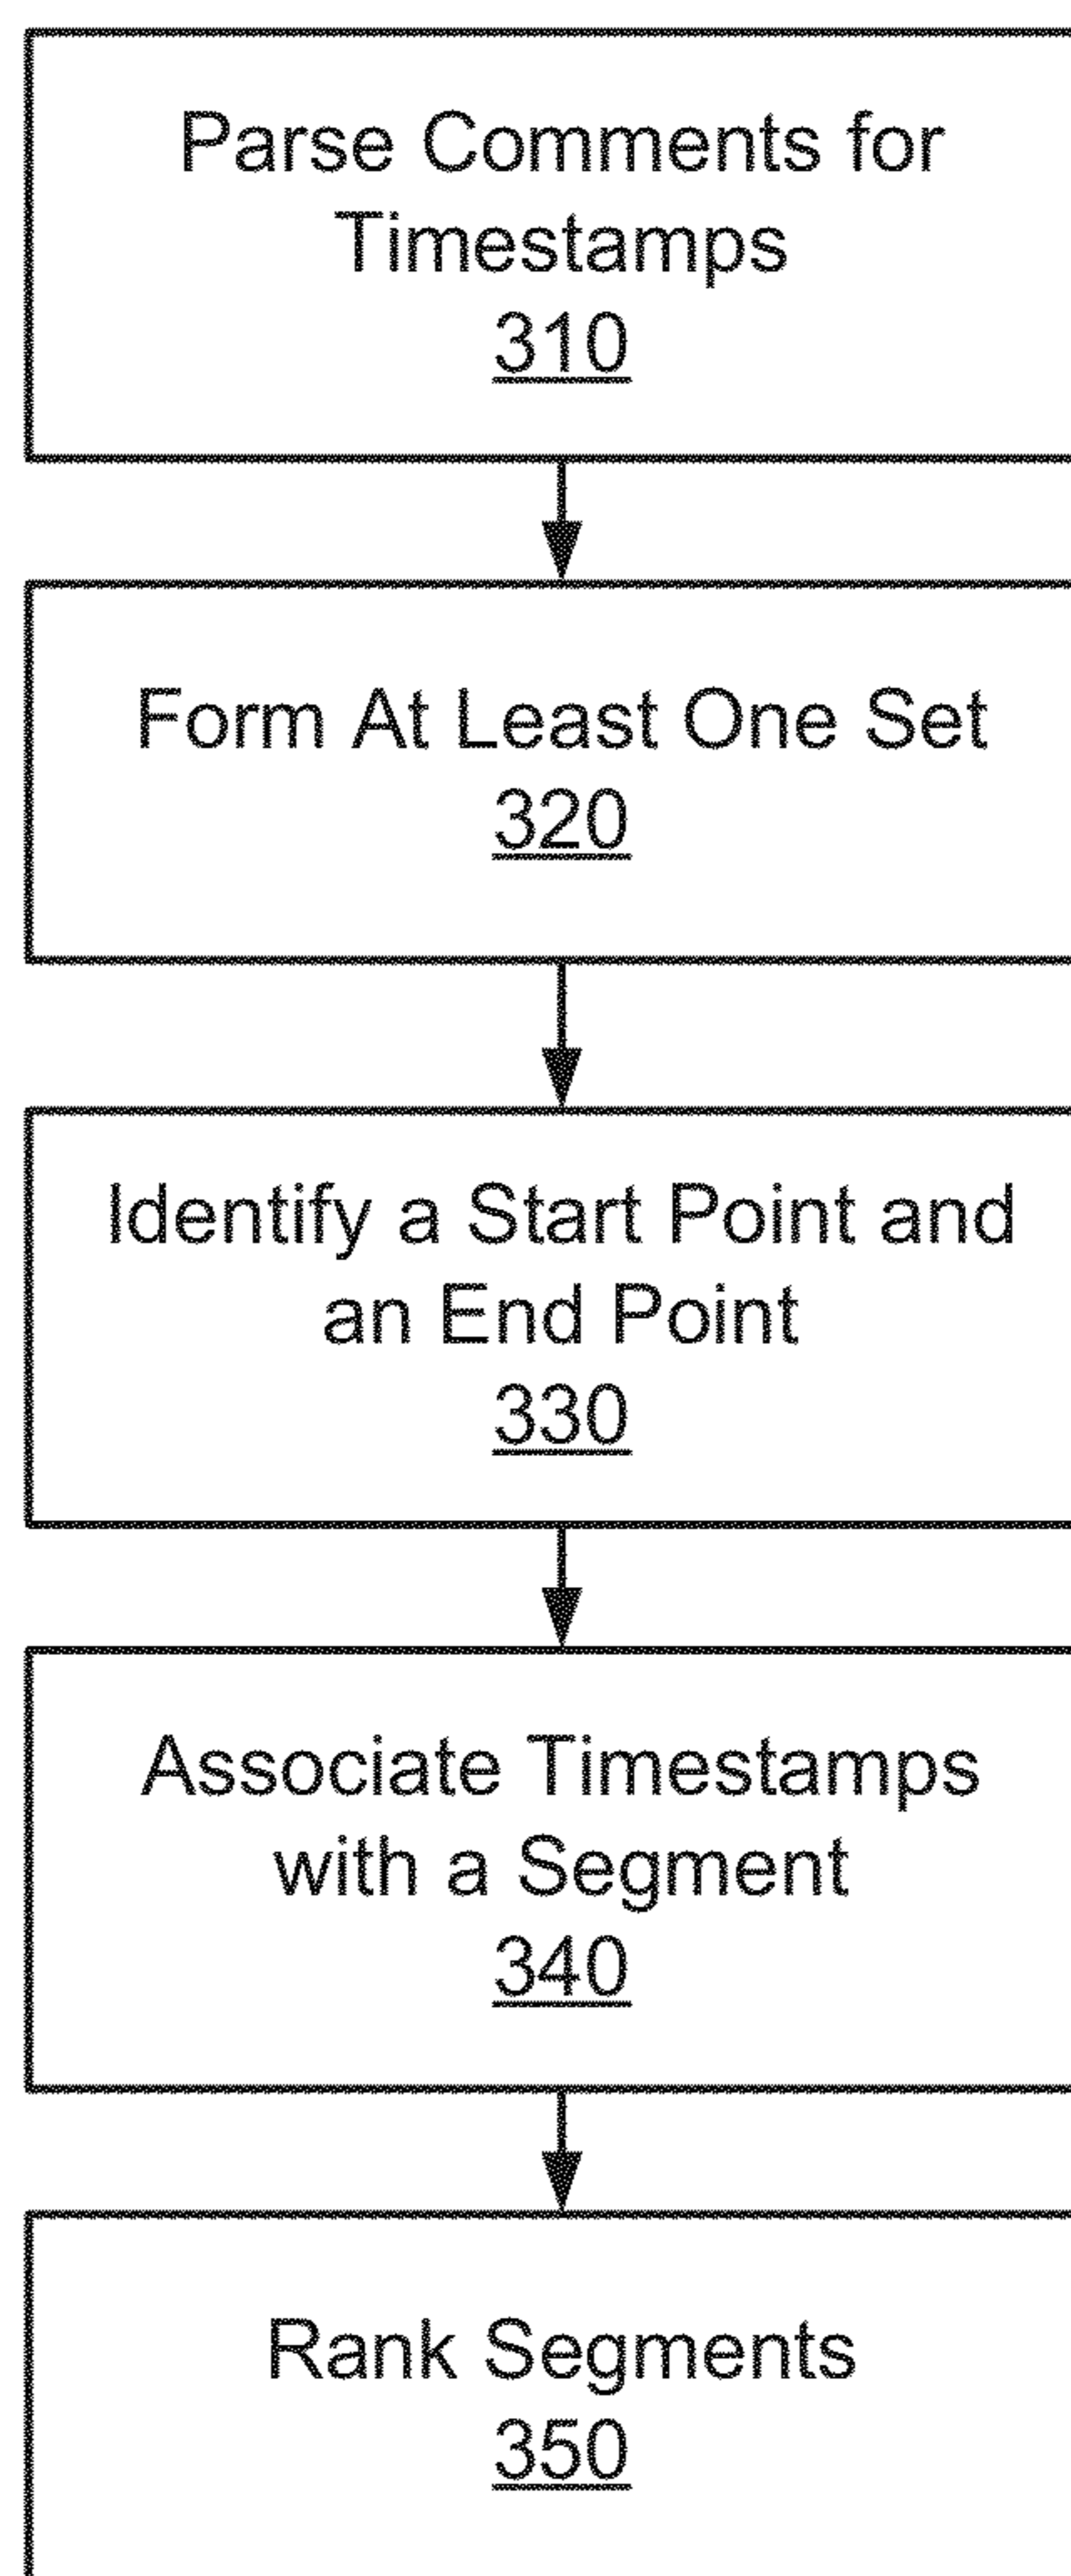 Parse Comments for
Timestamps
310
Form At Least One Set
320
Identify a Start Point and
an End Point
330
Associate Timestamps
with a Segment
340
Rank Segments
350